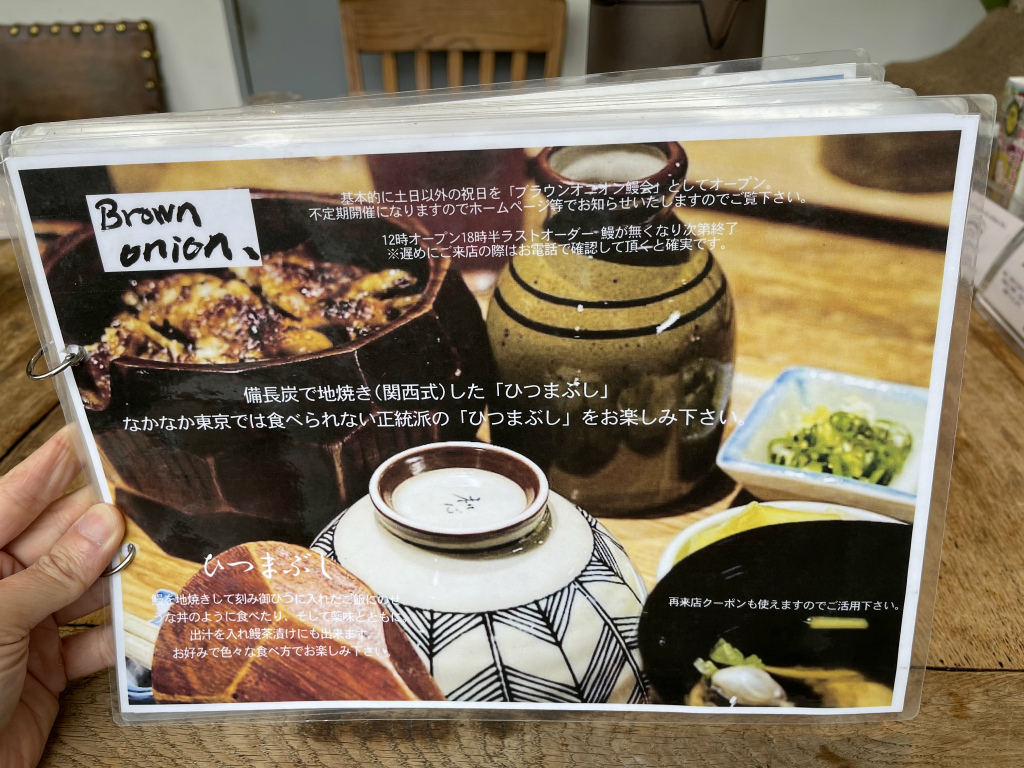 Brown
onion、
基本的に土日以外の祝日を「ブラウンオニオン鰻会」としてオープン。
不定期開催になりますのでホームページ等でお知らせいたしますのでご覧下さい。
12時オープン18時半ラストオーダー 鰻が無くなり次第終了
※遅めにご来店の際はお電話で確認して頂くと確実です。
備長炭で地焼き(関西式)した「ひつまぶし」
なかなか東京では食べられない正統派の「ひつまぶし」をお楽しみ下さい。
ひつまぶし
鰻を地焼きして刻み御ひつに入れたご飯にのせ、
うな丼のように食べたり、そして薬味とともに、
出汁を入れ鰻茶漬けにも出来ます。
お好みで色々な食べ方でお楽しみ下さい。
再来店クーポンも使えますのでご活用下さい。